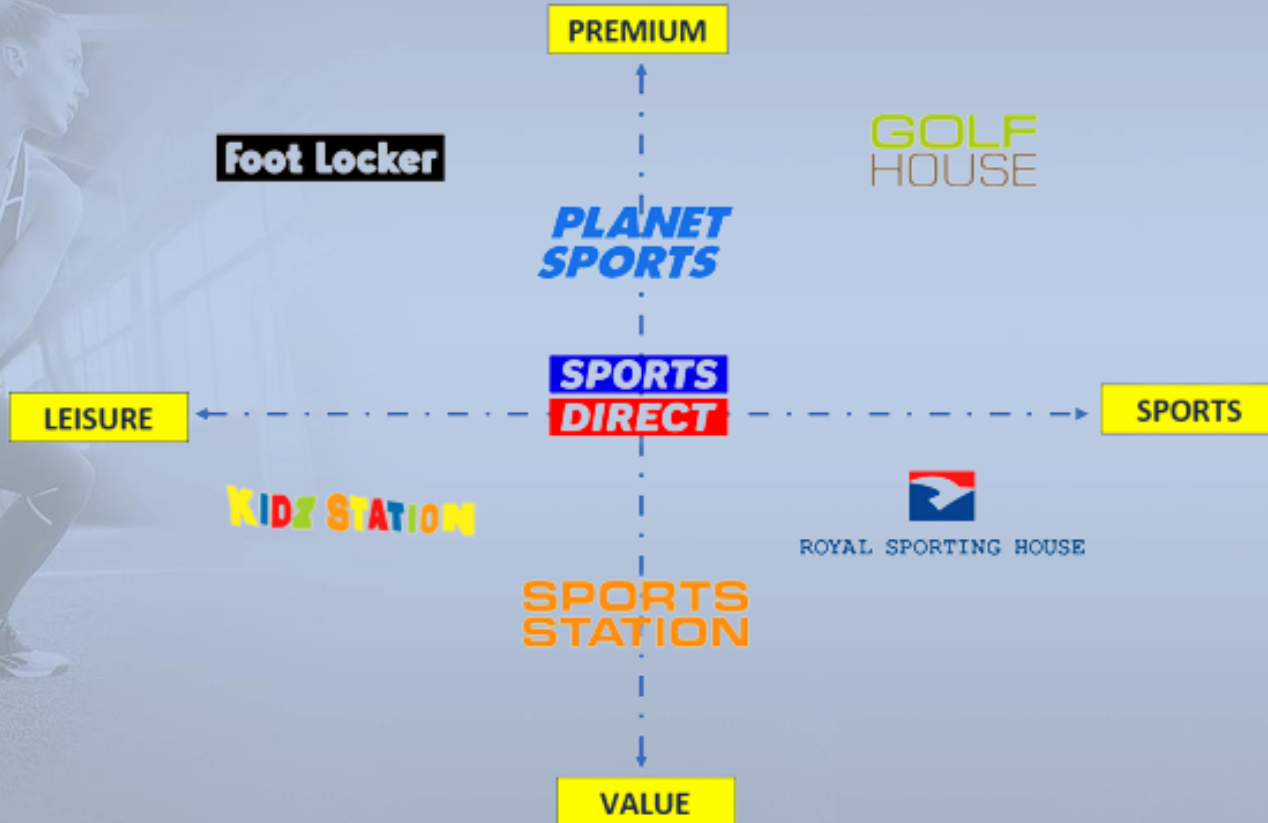 PREMIUM
Foot Locker
GOLF
HOUSE
PLANET
SPORTS
SPORTS
DIRECT
LEISURE
SPORTS
KIDZ STATION
ROYAL SPORTING HOUSE
SPORTS
STATION
VALUE